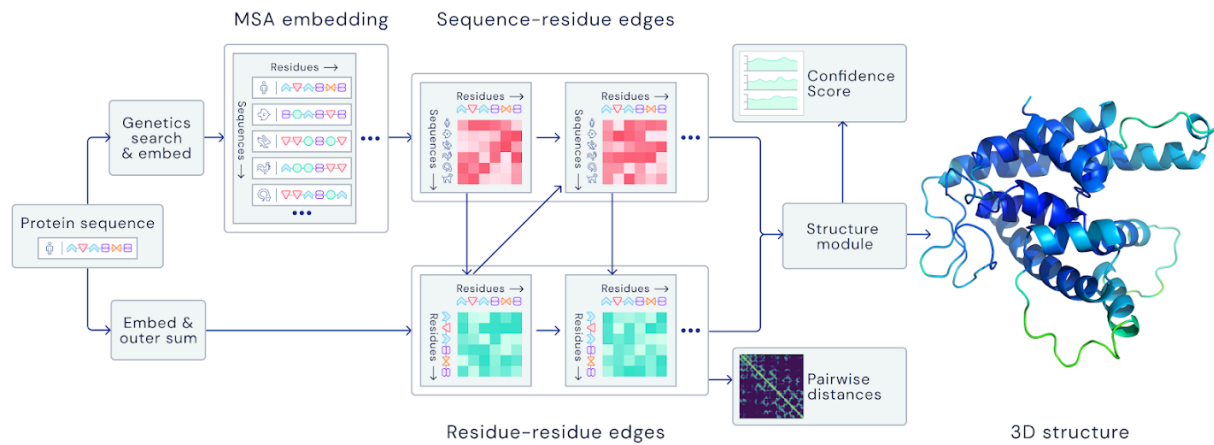 MSA embedding
Sequence–residue edges
Residues →
Sequences →
•••
•••
Genetics
search
& embed
Protein sequence
Embed &
outer sum
Residues →
Sequences →
Residues →
Sequences →
•••
Residues →
Residues →
Residues →
Residues →
•••
Residue–residue edges
Confidence
Score
Structure
module
Pairwise
distances
3D structure